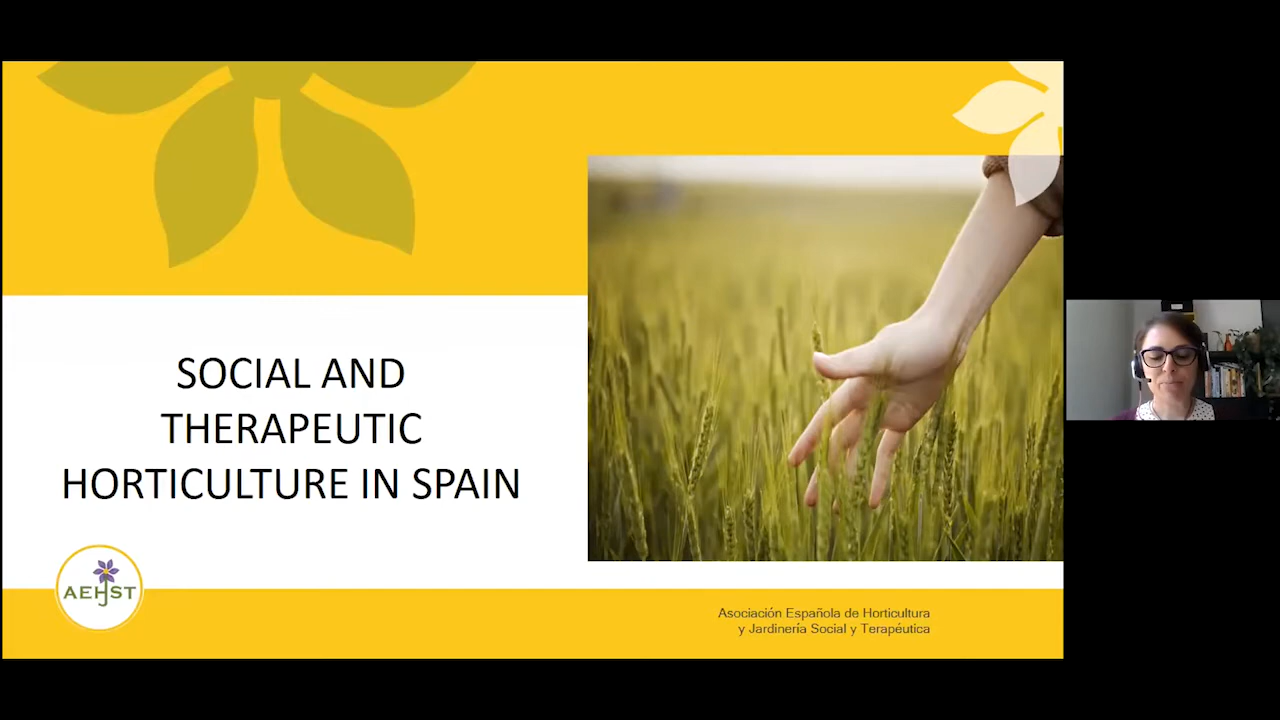 SOCIAL AND
THERAPEUTIC
HORTICULTURE IN SPAIN
AEHJST
Asociación Española de Horticultura
y Jardinería Social y Terapéutica